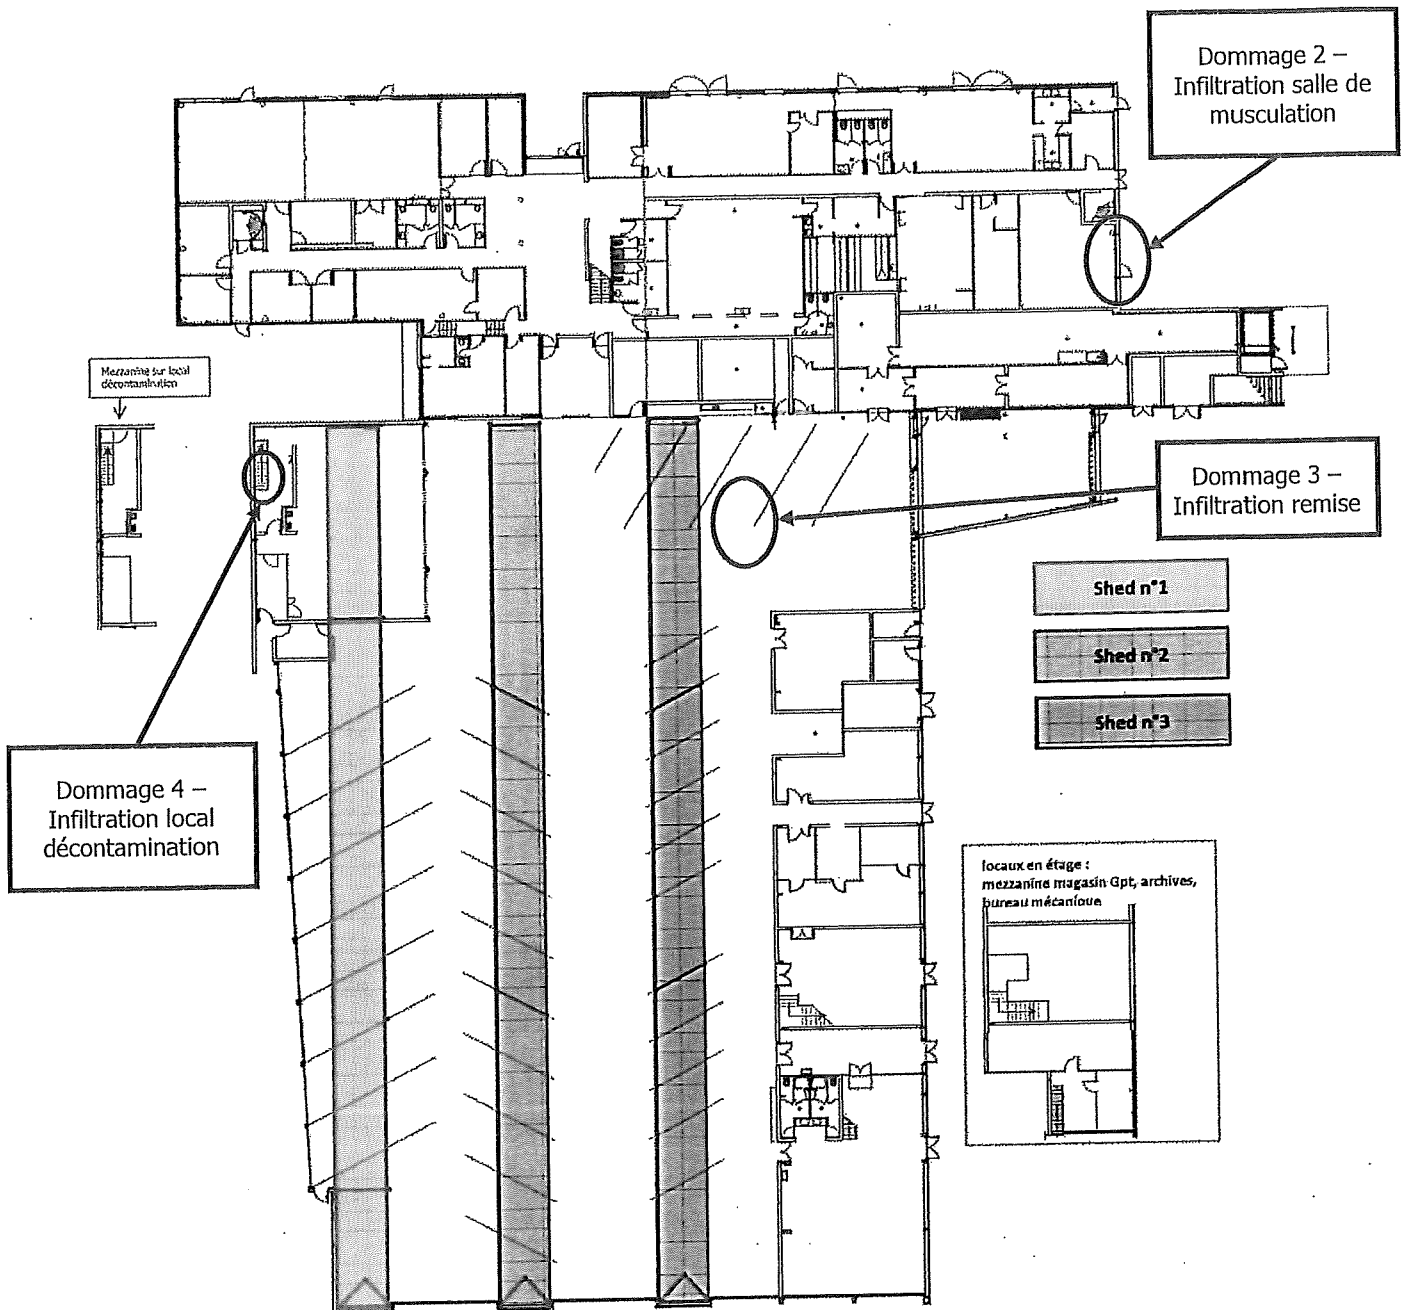 Dommage 2 –
Infiltration salle de
musculation
Mezzanine sur local
décontamination
Dommage 3 –
Infiltration remise
Shed n°1
Shed n°2
Shed n°3
Dommage 4 –
Infiltration local
décontamination
locaux en étage :
mezzanine magasin Gpt, archives,
bureau mécanique